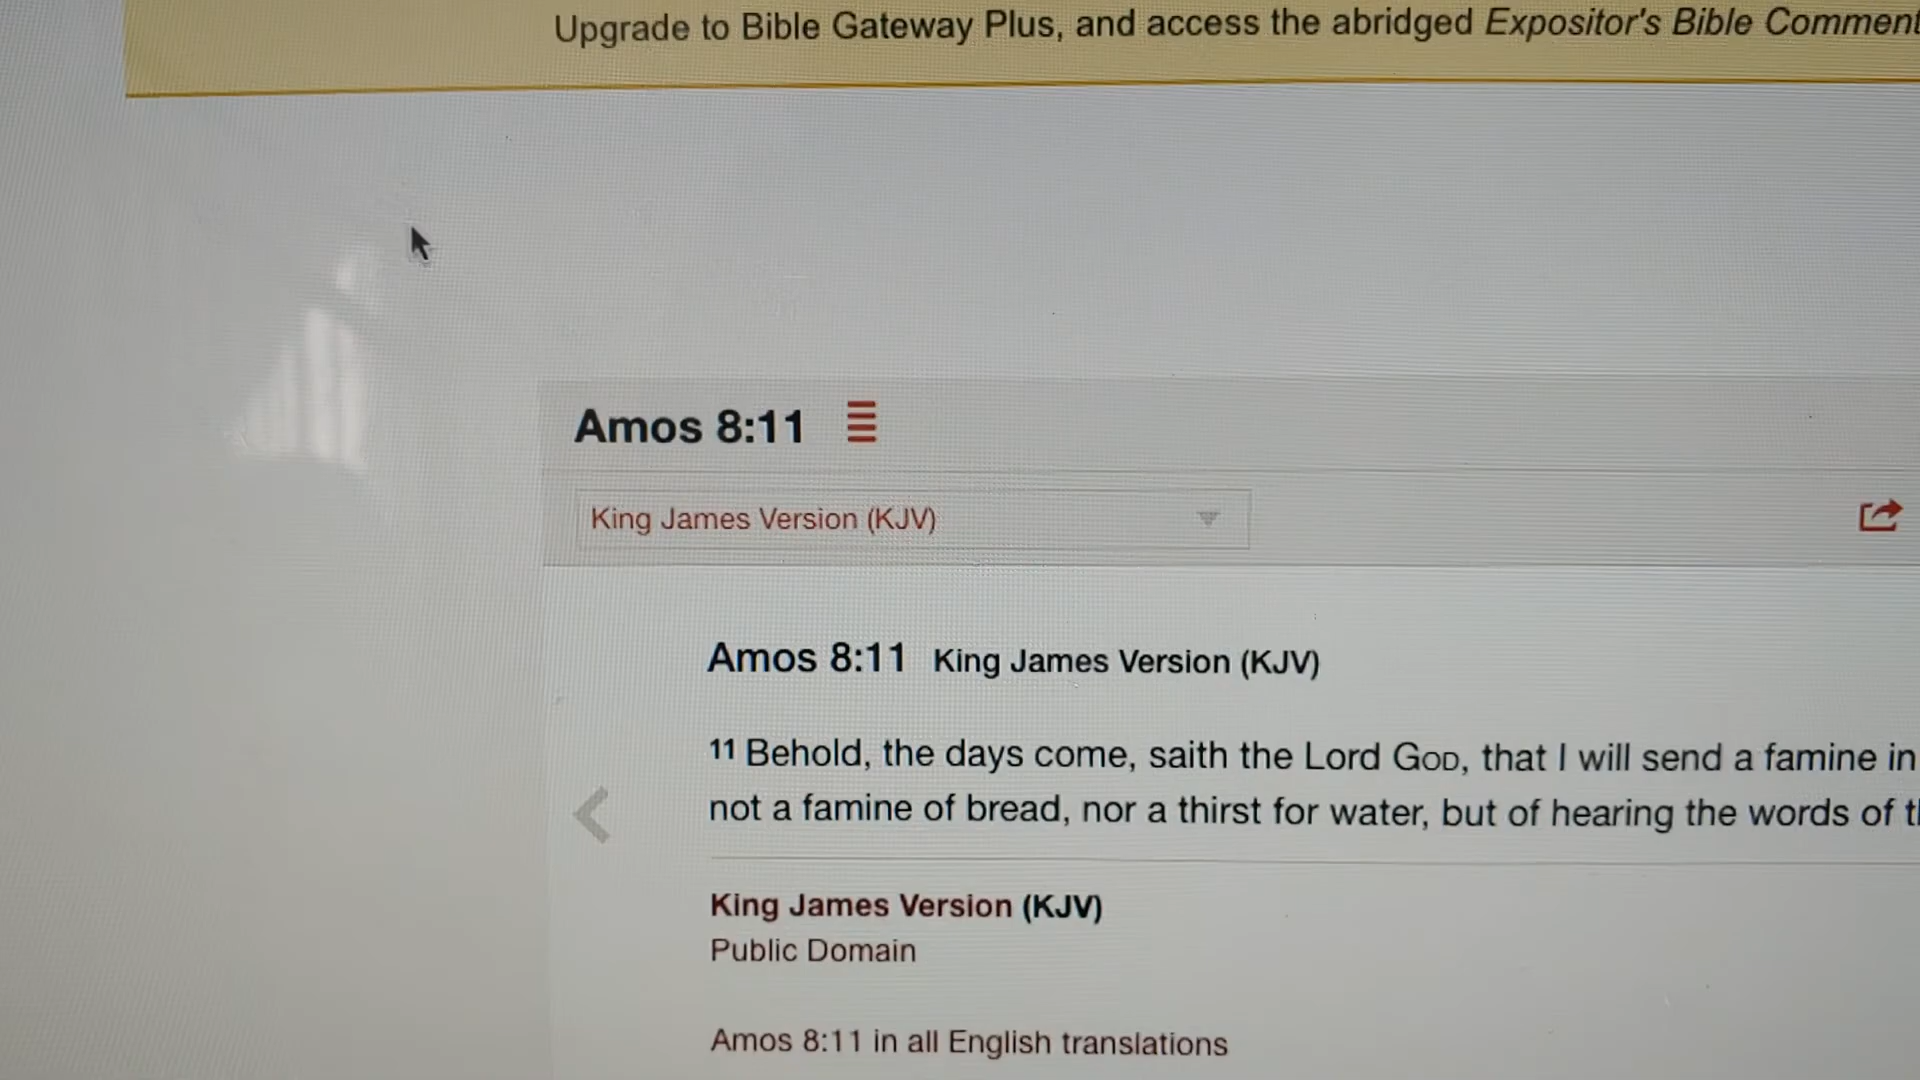 Upgrade to Bible Gateway Plus, and access the abridged Expositor's Bible Comment
Amos 8:11
King James Version (KJV)
Amos 8:11 King James Version (KJV)
11 Behold, the days come, saith the Lord GOD, that I will send a famine in
not a famine of bread, nor a thirst for water, but of hearing the words of th
King James Version (KJV)
Public Domain
Amos 8:11 in all English translations